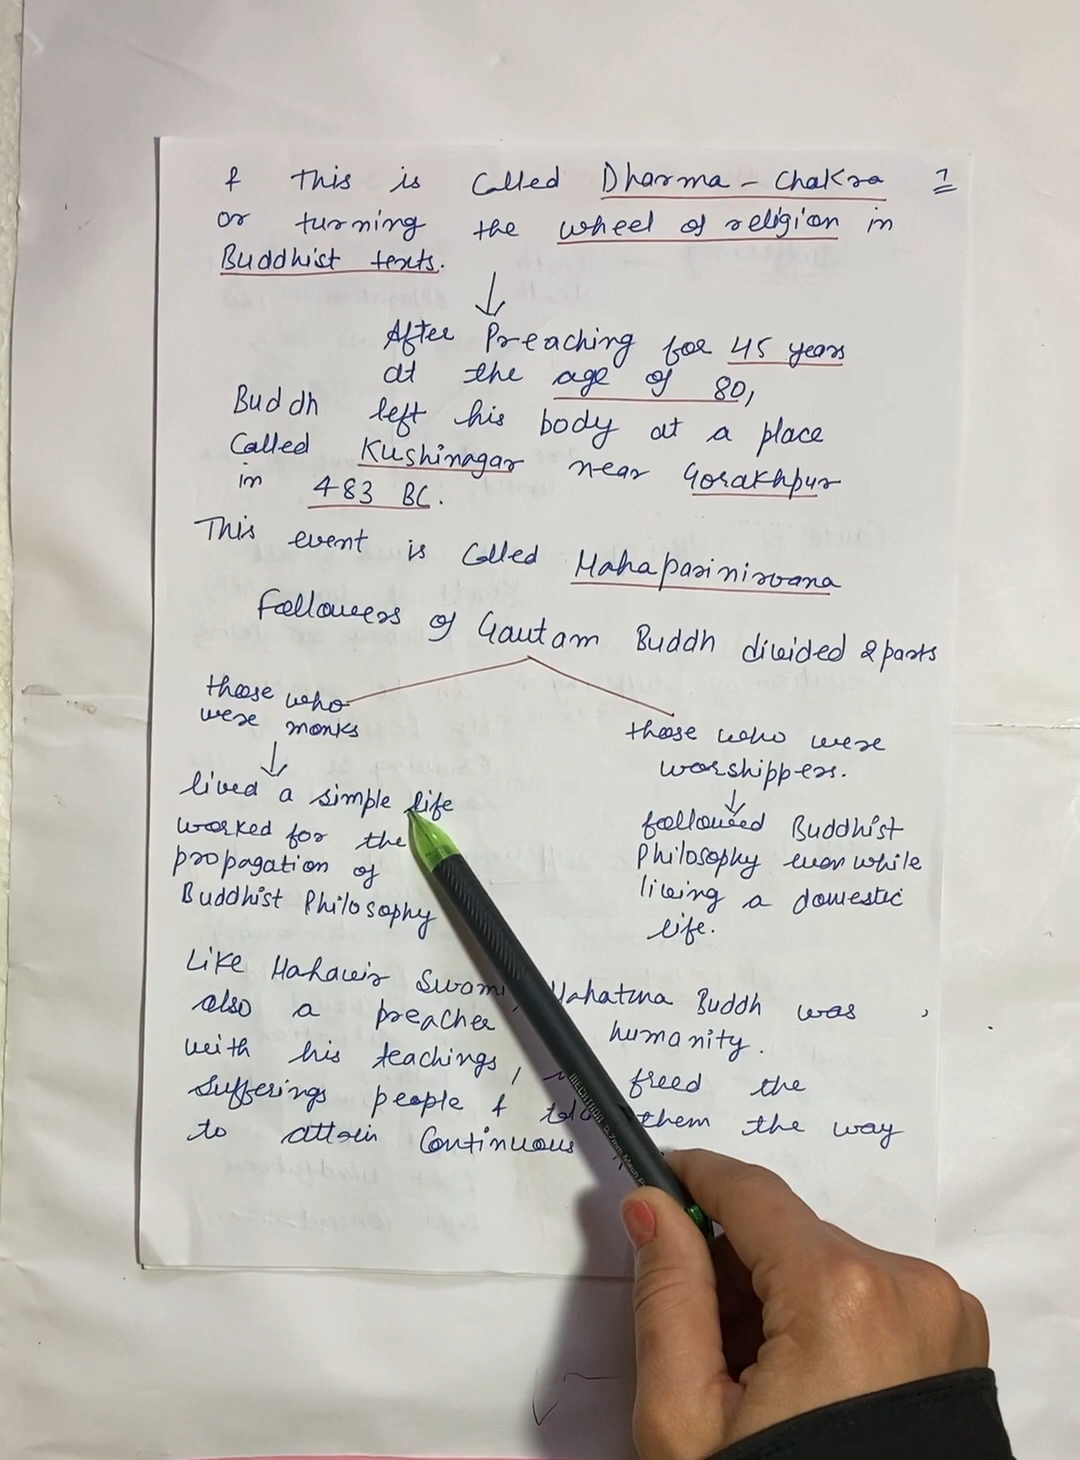 & This is Called Dharma - Chakra 7
or turning the wheel of religion in
Buddhist texts.
After Preaching for 45 years
at the age of 80,
Buddh left his body at a place
Called Kushinagar near Gorakhpur
in 483 BC.
This event is Called Mahaparinirvana
Followers of Gautam Buddh divided 2 parts
those who
were monks
lived a simple life
worked for the
propagation of
Buddhist Philosophy
those who were
worshippers.
followed Buddhist
Philosophy even while
living a domestic
life.
Like Mahavir Swami, Mahatma Buddh was
also a preacher humanity.
with his teachings, freed the
sufferings people & told them the way
to attain Continuous
MECHTRON 0.7mm